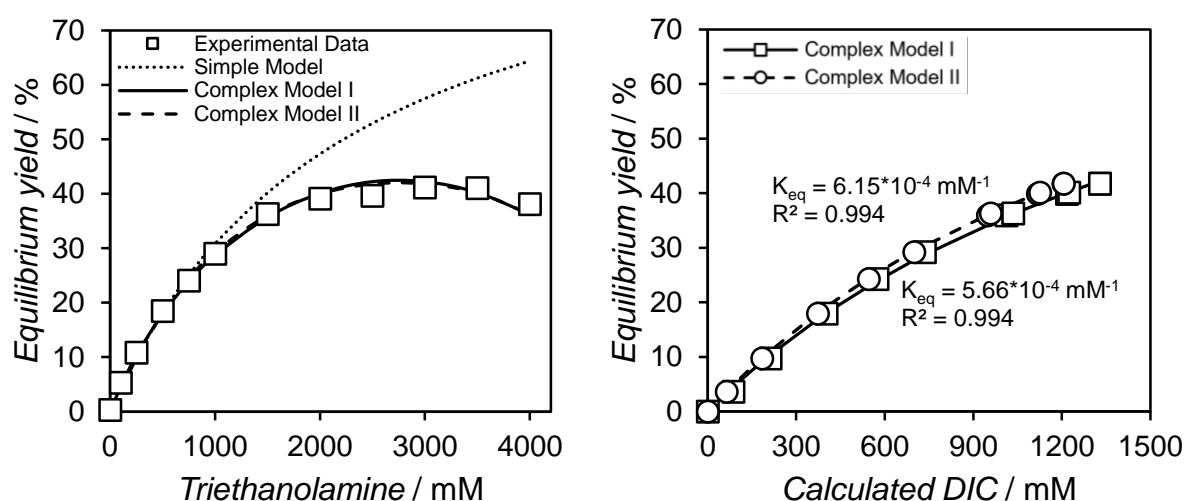 70
60
50
40
30
20
10
0
Equilibrium yield / %
Experimental Data
Simple Model
Complex Model I
Complex Model II
0 1000 2000 3000 4000
Triethanolamine / mM
70
60
50
40
30
20
10
0
Equilibrium yield / %
Complex Model I
Complex Model II
K_eq = 6.15*10⁻⁴ mM⁻¹
R² = 0.994
K_eq = 5.66*10⁻⁴ mM⁻¹
R² = 0.994
0 300 600 900 1200 1500
Calculated DIC / mM